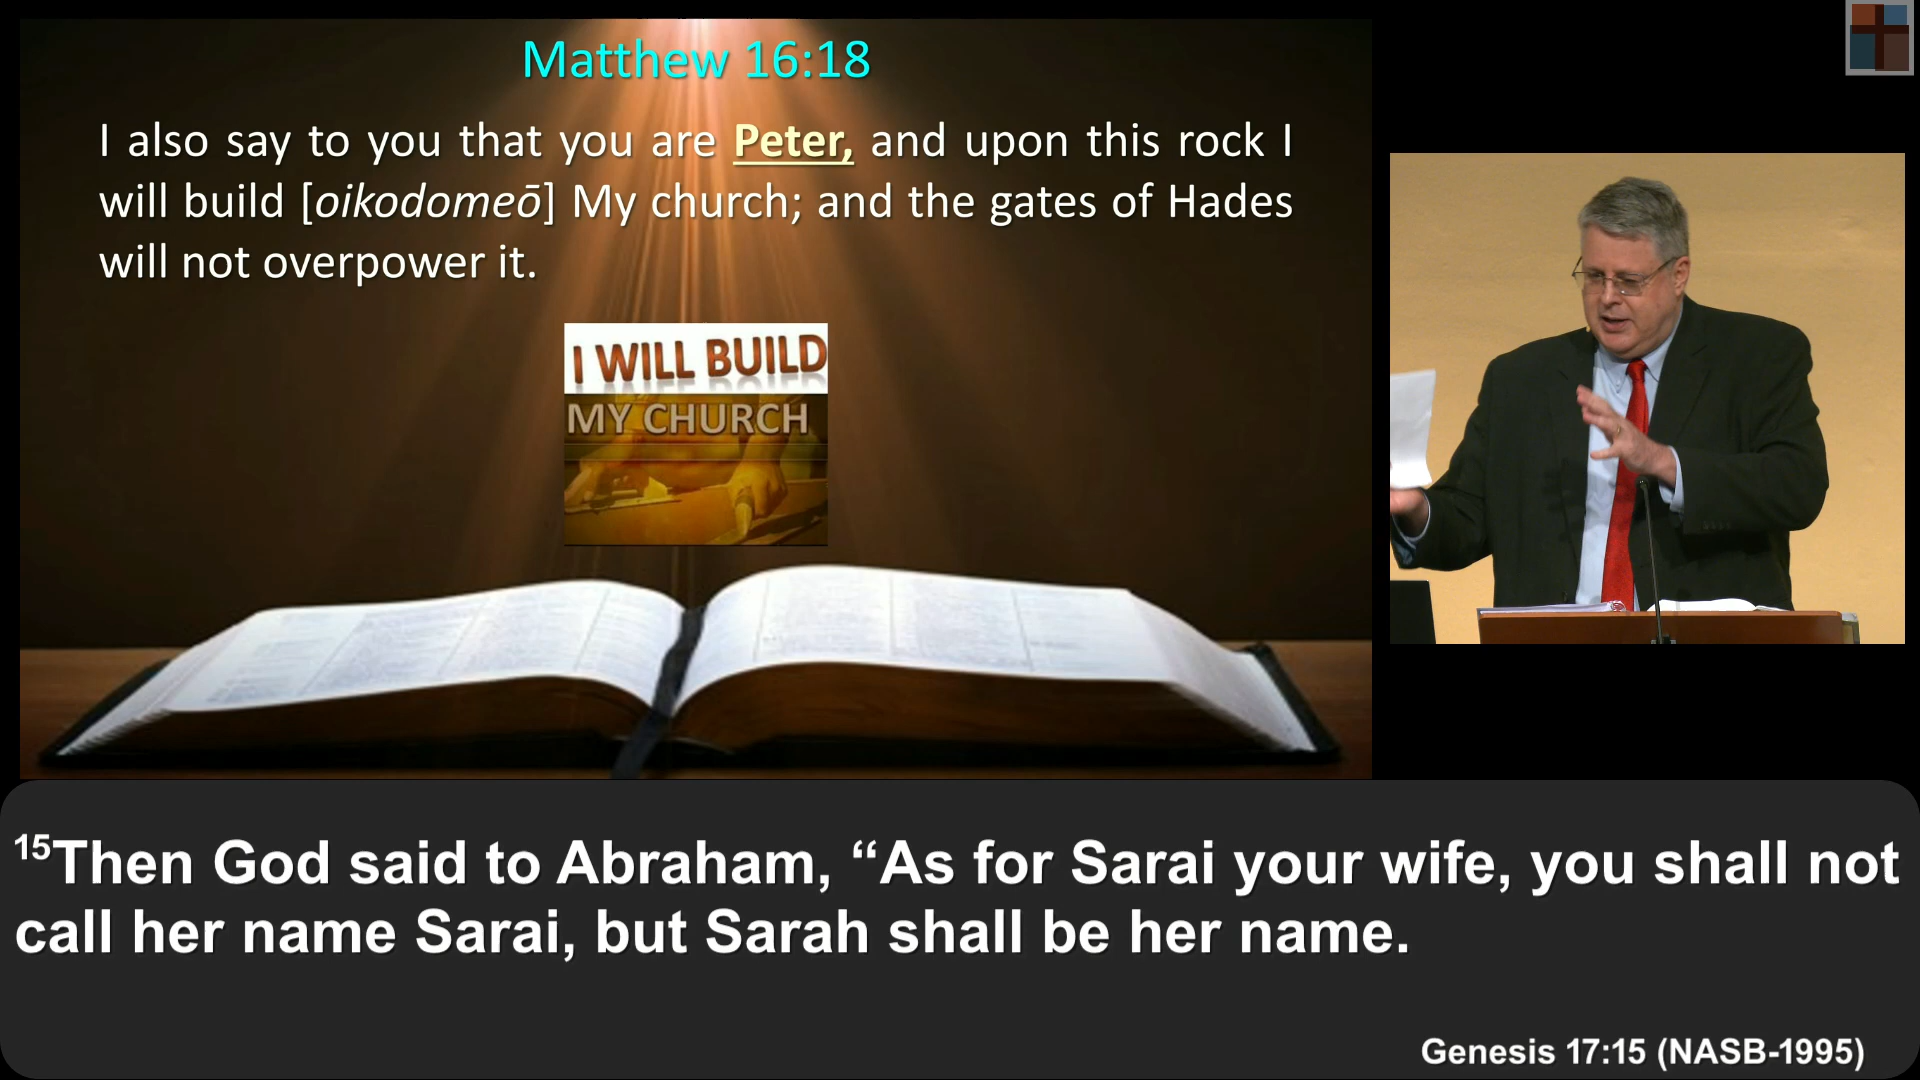 Matthew 16:18
I also say to you that you are Peter, and upon this rock I
will build [oikodomeō] My church; and the gates of Hades
will not overpower it.
I WILL BUILD
MY CHURCH
15Then God said to Abraham, “As for Sarai your wife, you shall not
call her name Sarai, but Sarah shall be her name.
Genesis 17:15 (NASB-1995)